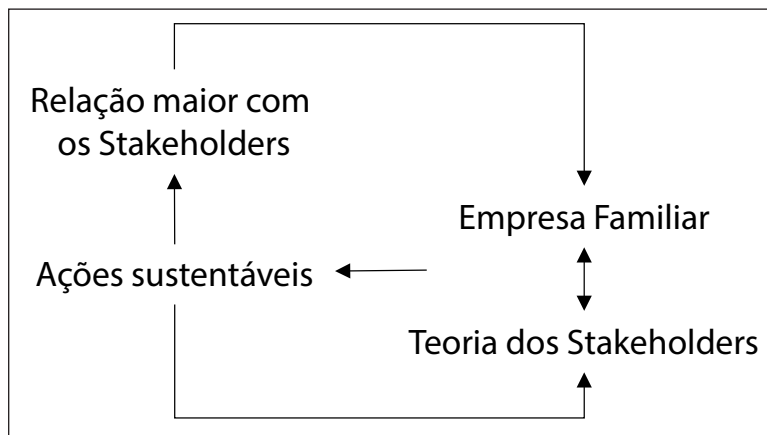 Relação maior com
os Stakeholders
Empresa Familiar
Ações sustentáveis
Teoria dos Stakeholders